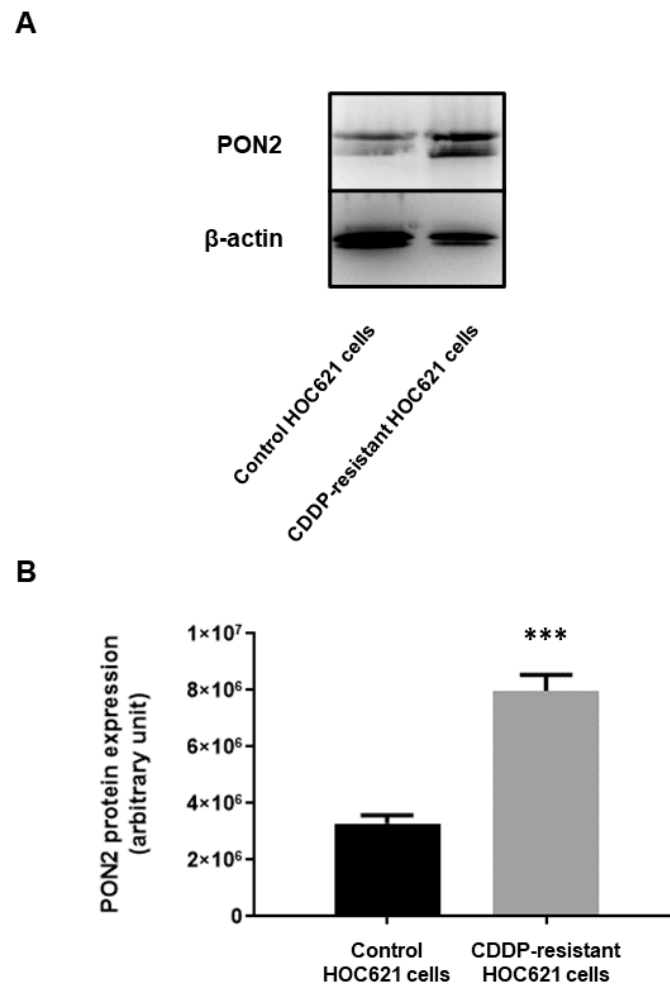 A
PON2
β-actin
Control HOC621 cells
CDDP-resistant HOC621 cells
B
PON2 protein expression
(arbitrary unit)
1×10⁷
8×10⁶
6×10⁶
4×10⁶
2×10⁶
0
***
Control
HOC621 cells
CDDP-resistant
HOC621 cells